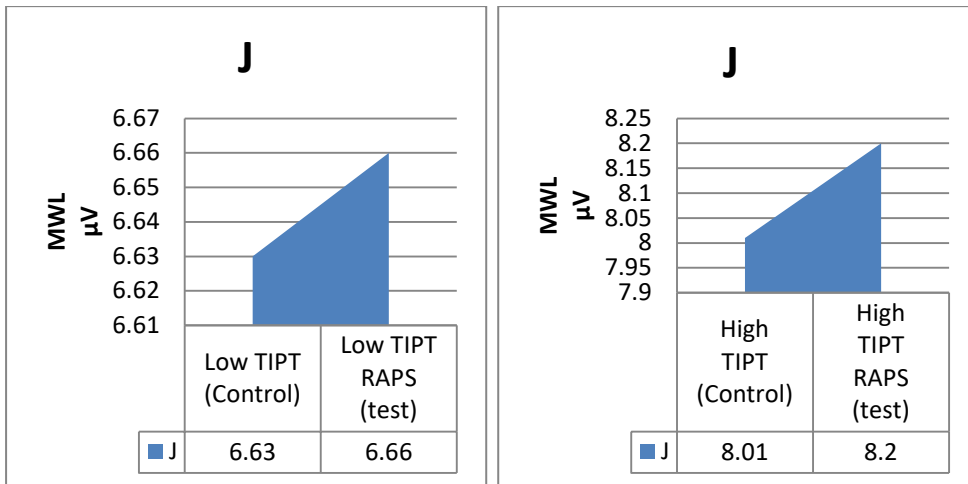 J
MWL
µV
6.67
6.66
6.65
6.64
6.63
6.62
6.61
Low TIPT
(Control)
Low TIPT
RAPS
(test)
J
6.63
6.66
J
MWL
µV
8.25
8.2
8.15
8.1
8.05
8
7.95
7.9
High
TIPT
(Control)
High
TIPT
RAPS
(test)
J
8.01
8.2